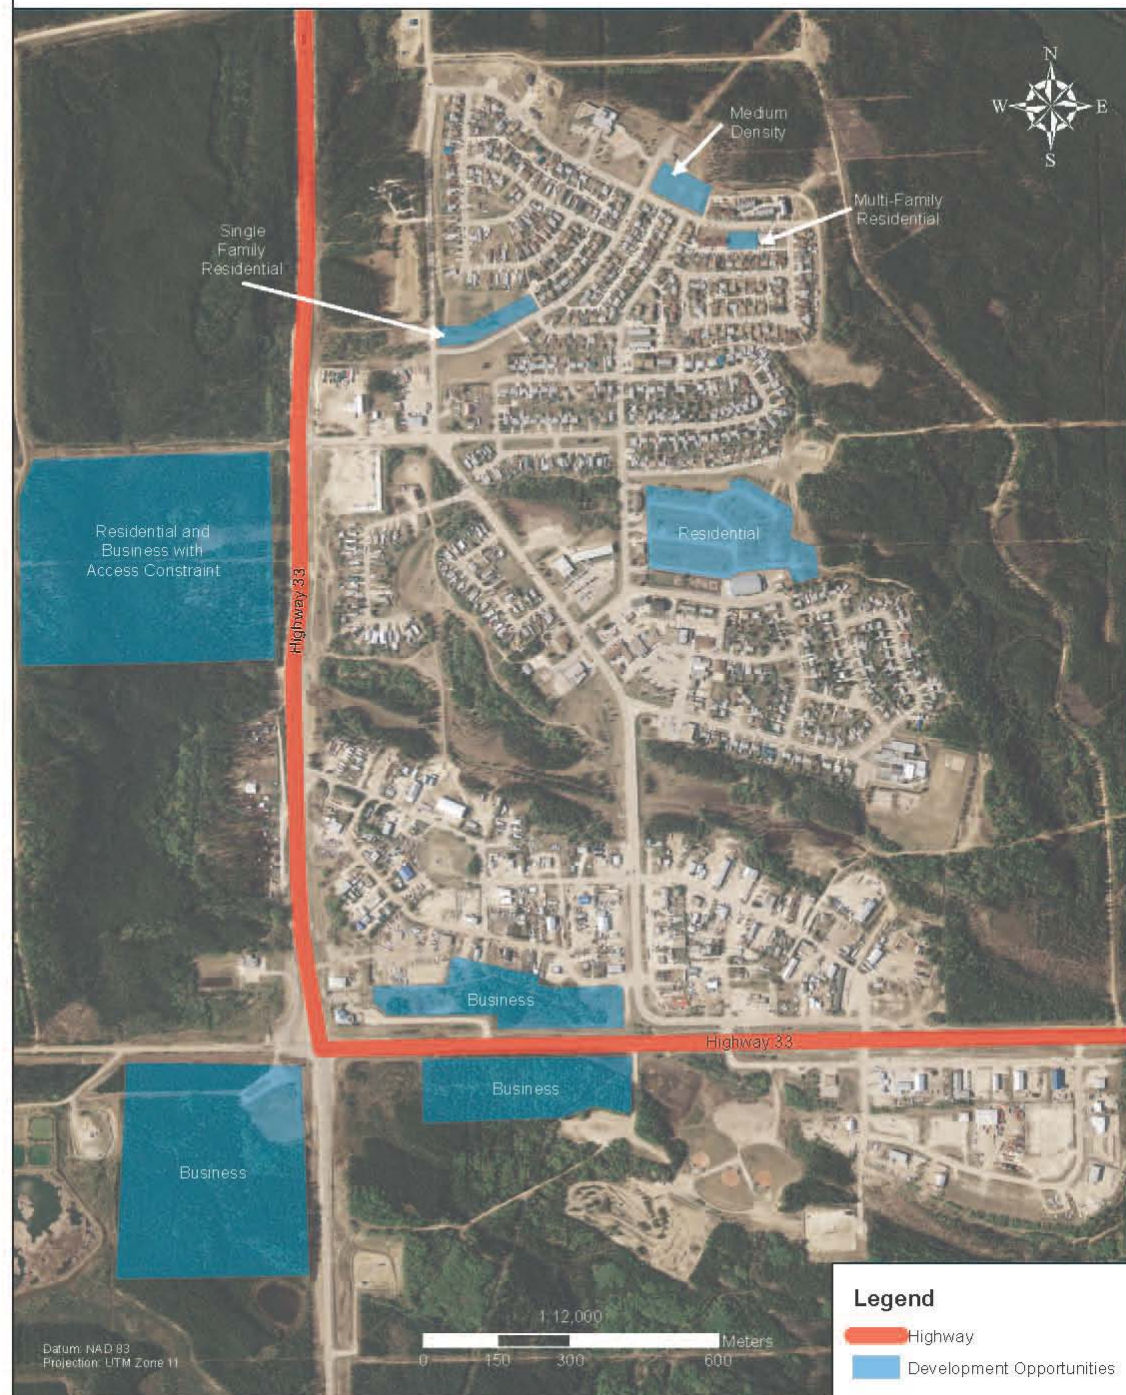 N
W
E
S
Medium
Density
Multi-Family
Residential
Single
Family
Residential
Residential and
Business with
Access Constraint
Residential
Highway 33
Business
Highway 33
Business
Business
1:12,000
Meters
0 150 300 600
Datum: NAD 83
Projection: UTM Zone 11
Legend
Highway
Development Opportunities